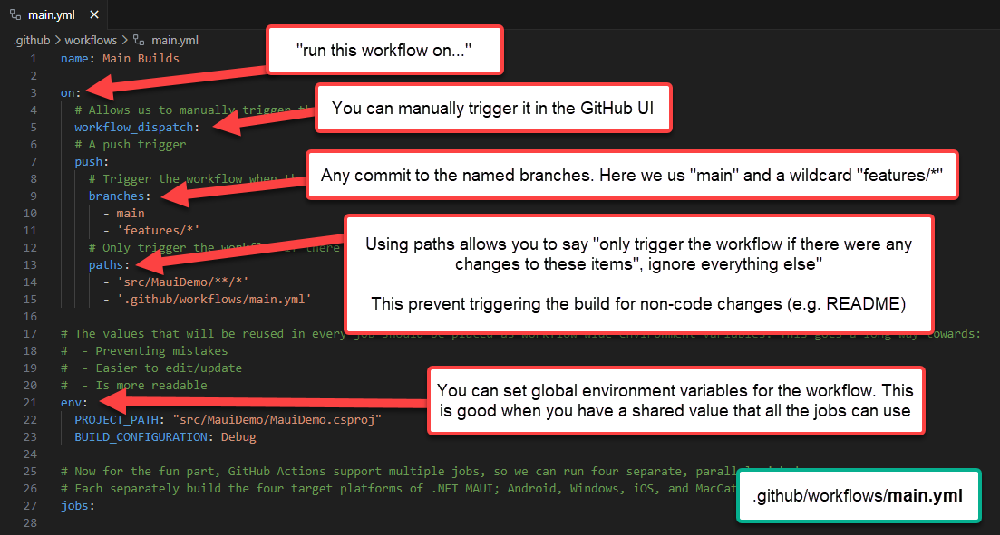 main.yml ×
.github > workflows > main.yml
1 name: Main Builds
"run this workflow on..."
2
3 on:
4 # Allows us to manually trigger
You can manually trigger it in the GitHub UI
5 workflow_dispatch:
6 # A push trigger
7 push:
8 # Trigger the workflow when
Any commit to the named branches. Here we us "main" and a wildcard "features/*"
9 branches:
10 - main
11 - 'features/*'
12 # Only trigger the there
13 paths:
Using paths allows you to say "only trigger the workflow if there were any
changes to these items", ignore everything else"
This prevent triggering the build for non-code changes (e.g. README)
14 - 'src/MauiDemo/**/*'
15 - '.github/workflows/main.yml'
16
17 # The values that will be reused in every job should be placed as workflow wide environment variables. This goes a long way towards:
18 # - Preventing mistakes
19 # - Easier to edit/update
20 # - Is more readable
21 env:
You can set global environment variables for the workflow. This
is good when you have a shared value that all the jobs can use
22 PROJECT_PATH: "src/MauiDemo/MauiDemo.csproj"
23 BUILD_CONFIGURATION: Debug
24
25 # Now for the fun part, GitHub Actions support multiple jobs, so we can run four separate,
26 # Each separately build the four target platforms of .NET MAUI; Android, Windows, iOS, and MacCat
27 jobs:
28
.github/workflows/main.yml